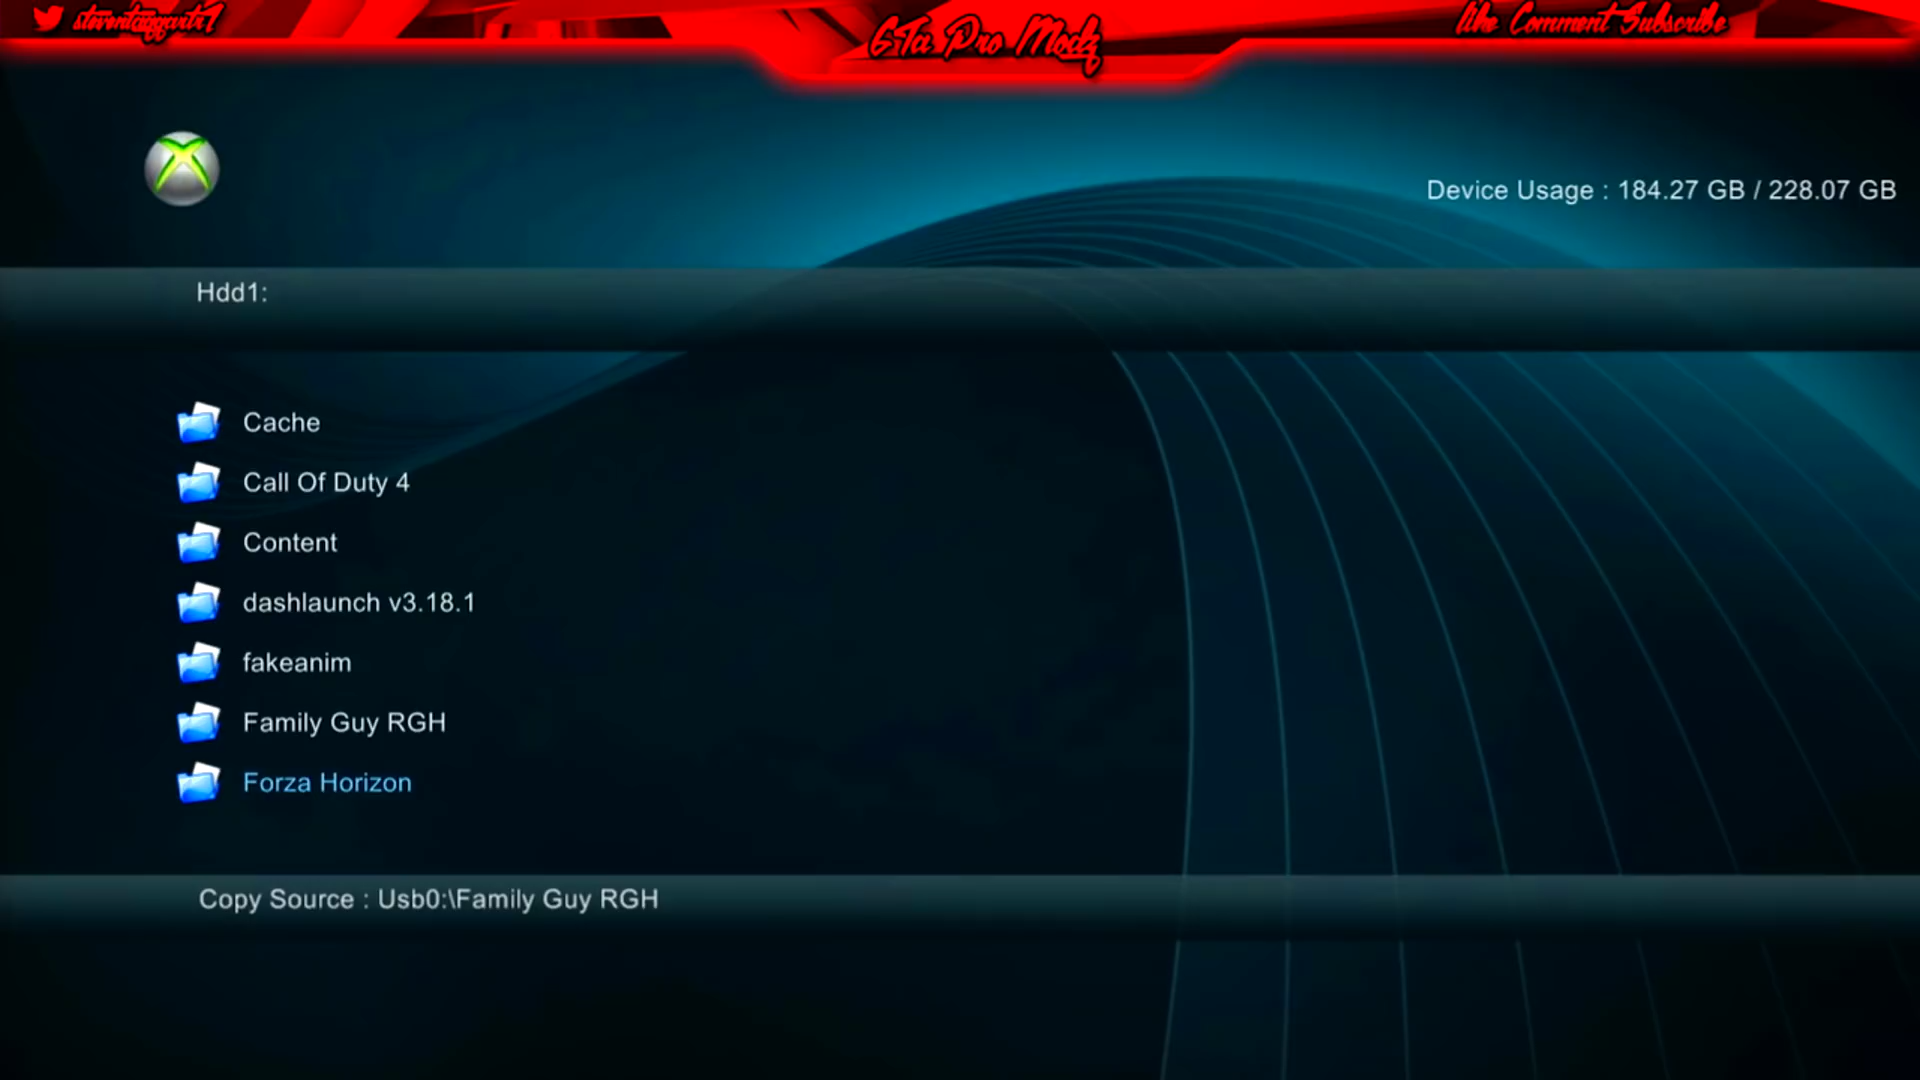 steventaggartr7
GTa Pro Modz
like Comment Subscribe
Device Usage : 184.27 GB / 228.07 GB
Hdd1:
Cache
Call Of Duty 4
Content
dashlaunch v3.18.1
fakeanim
Family Guy RGH
Forza Horizon
Copy Source : Usb0:\Family Guy RGH